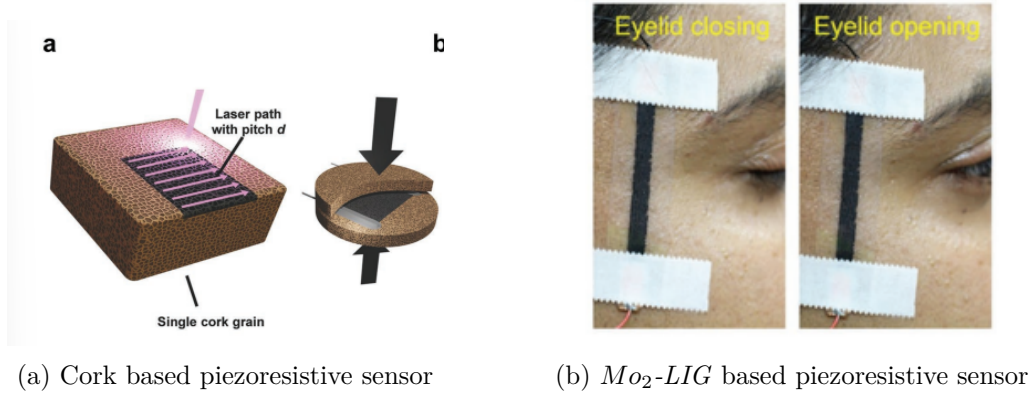 a
b
Laser path
with pitch d
Single cork grain
Eyelid closing
Eyelid opening
(a) Cork based piezoresistive sensor
(b) Mo2-LIG based piezoresistive sensor